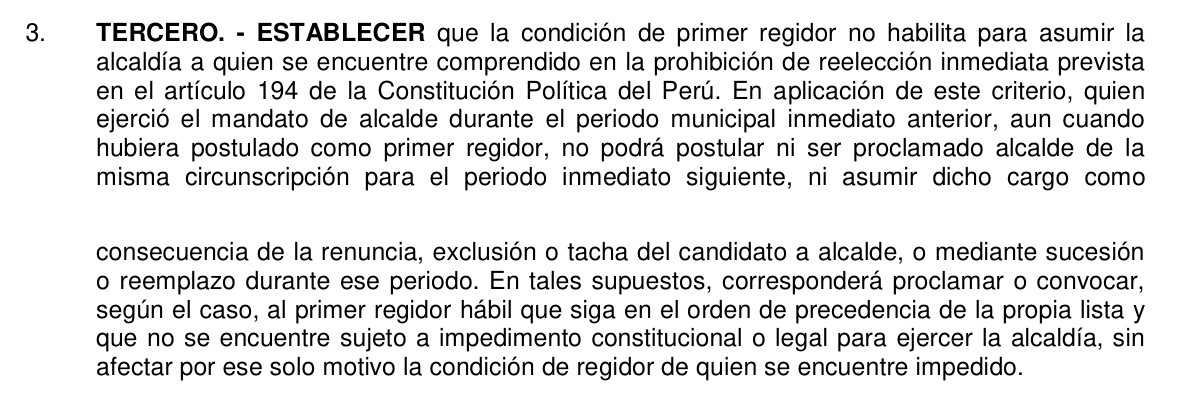 3. TERCERO. - ESTABLECER que la condición de primer regidor no habilita para asumir la
alcaldía a quien se encuentre comprendido en la prohibición de reelección inmediata prevista
en el artículo 194 de la Constitución Política del Perú. En aplicación de este criterio, quien
ejerció el mandato de alcalde durante el periodo municipal inmediato anterior, aun cuando
hubiera postulado como primer regidor, no podrá postular ni ser proclamado alcalde de la
misma circunscripción para el periodo inmediato siguiente, ni asumir dicho cargo como
consecuencia de la renuncia, exclusión o tacha del candidato a alcalde, o mediante sucesión
o reemplazo durante ese periodo. En tales supuestos, corresponderá proclamar o convocar,
según el caso, al primer regidor hábil que siga en el orden de precedencia de la propia lista y
que no se encuentre sujeto a impedimento constitucional o legal para ejercer la alcaldía, sin
afectar por ese solo motivo la condición de regidor de quien se encuentre impedido.